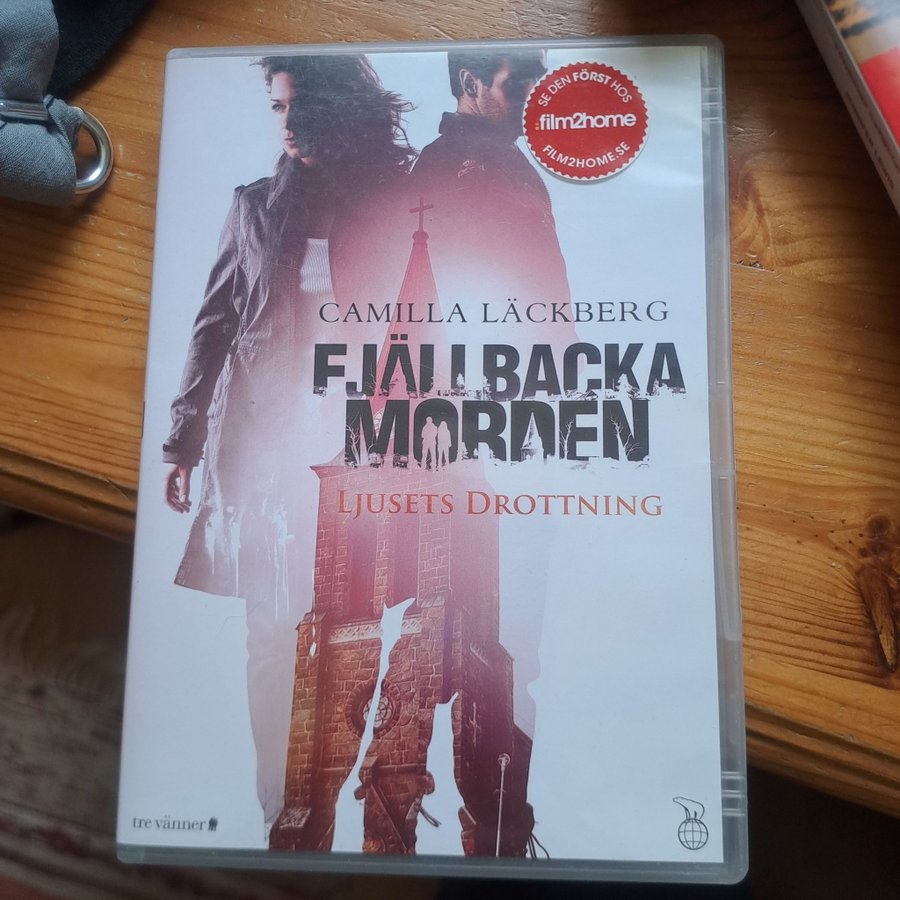 SE DEN FÖRST HOS
film2home
FILM2HOME.SE
CAMILLA LÄCKBERG
FJÄLLBACKA
MORDEN
LJUSETS DROTTNING
tre vänner